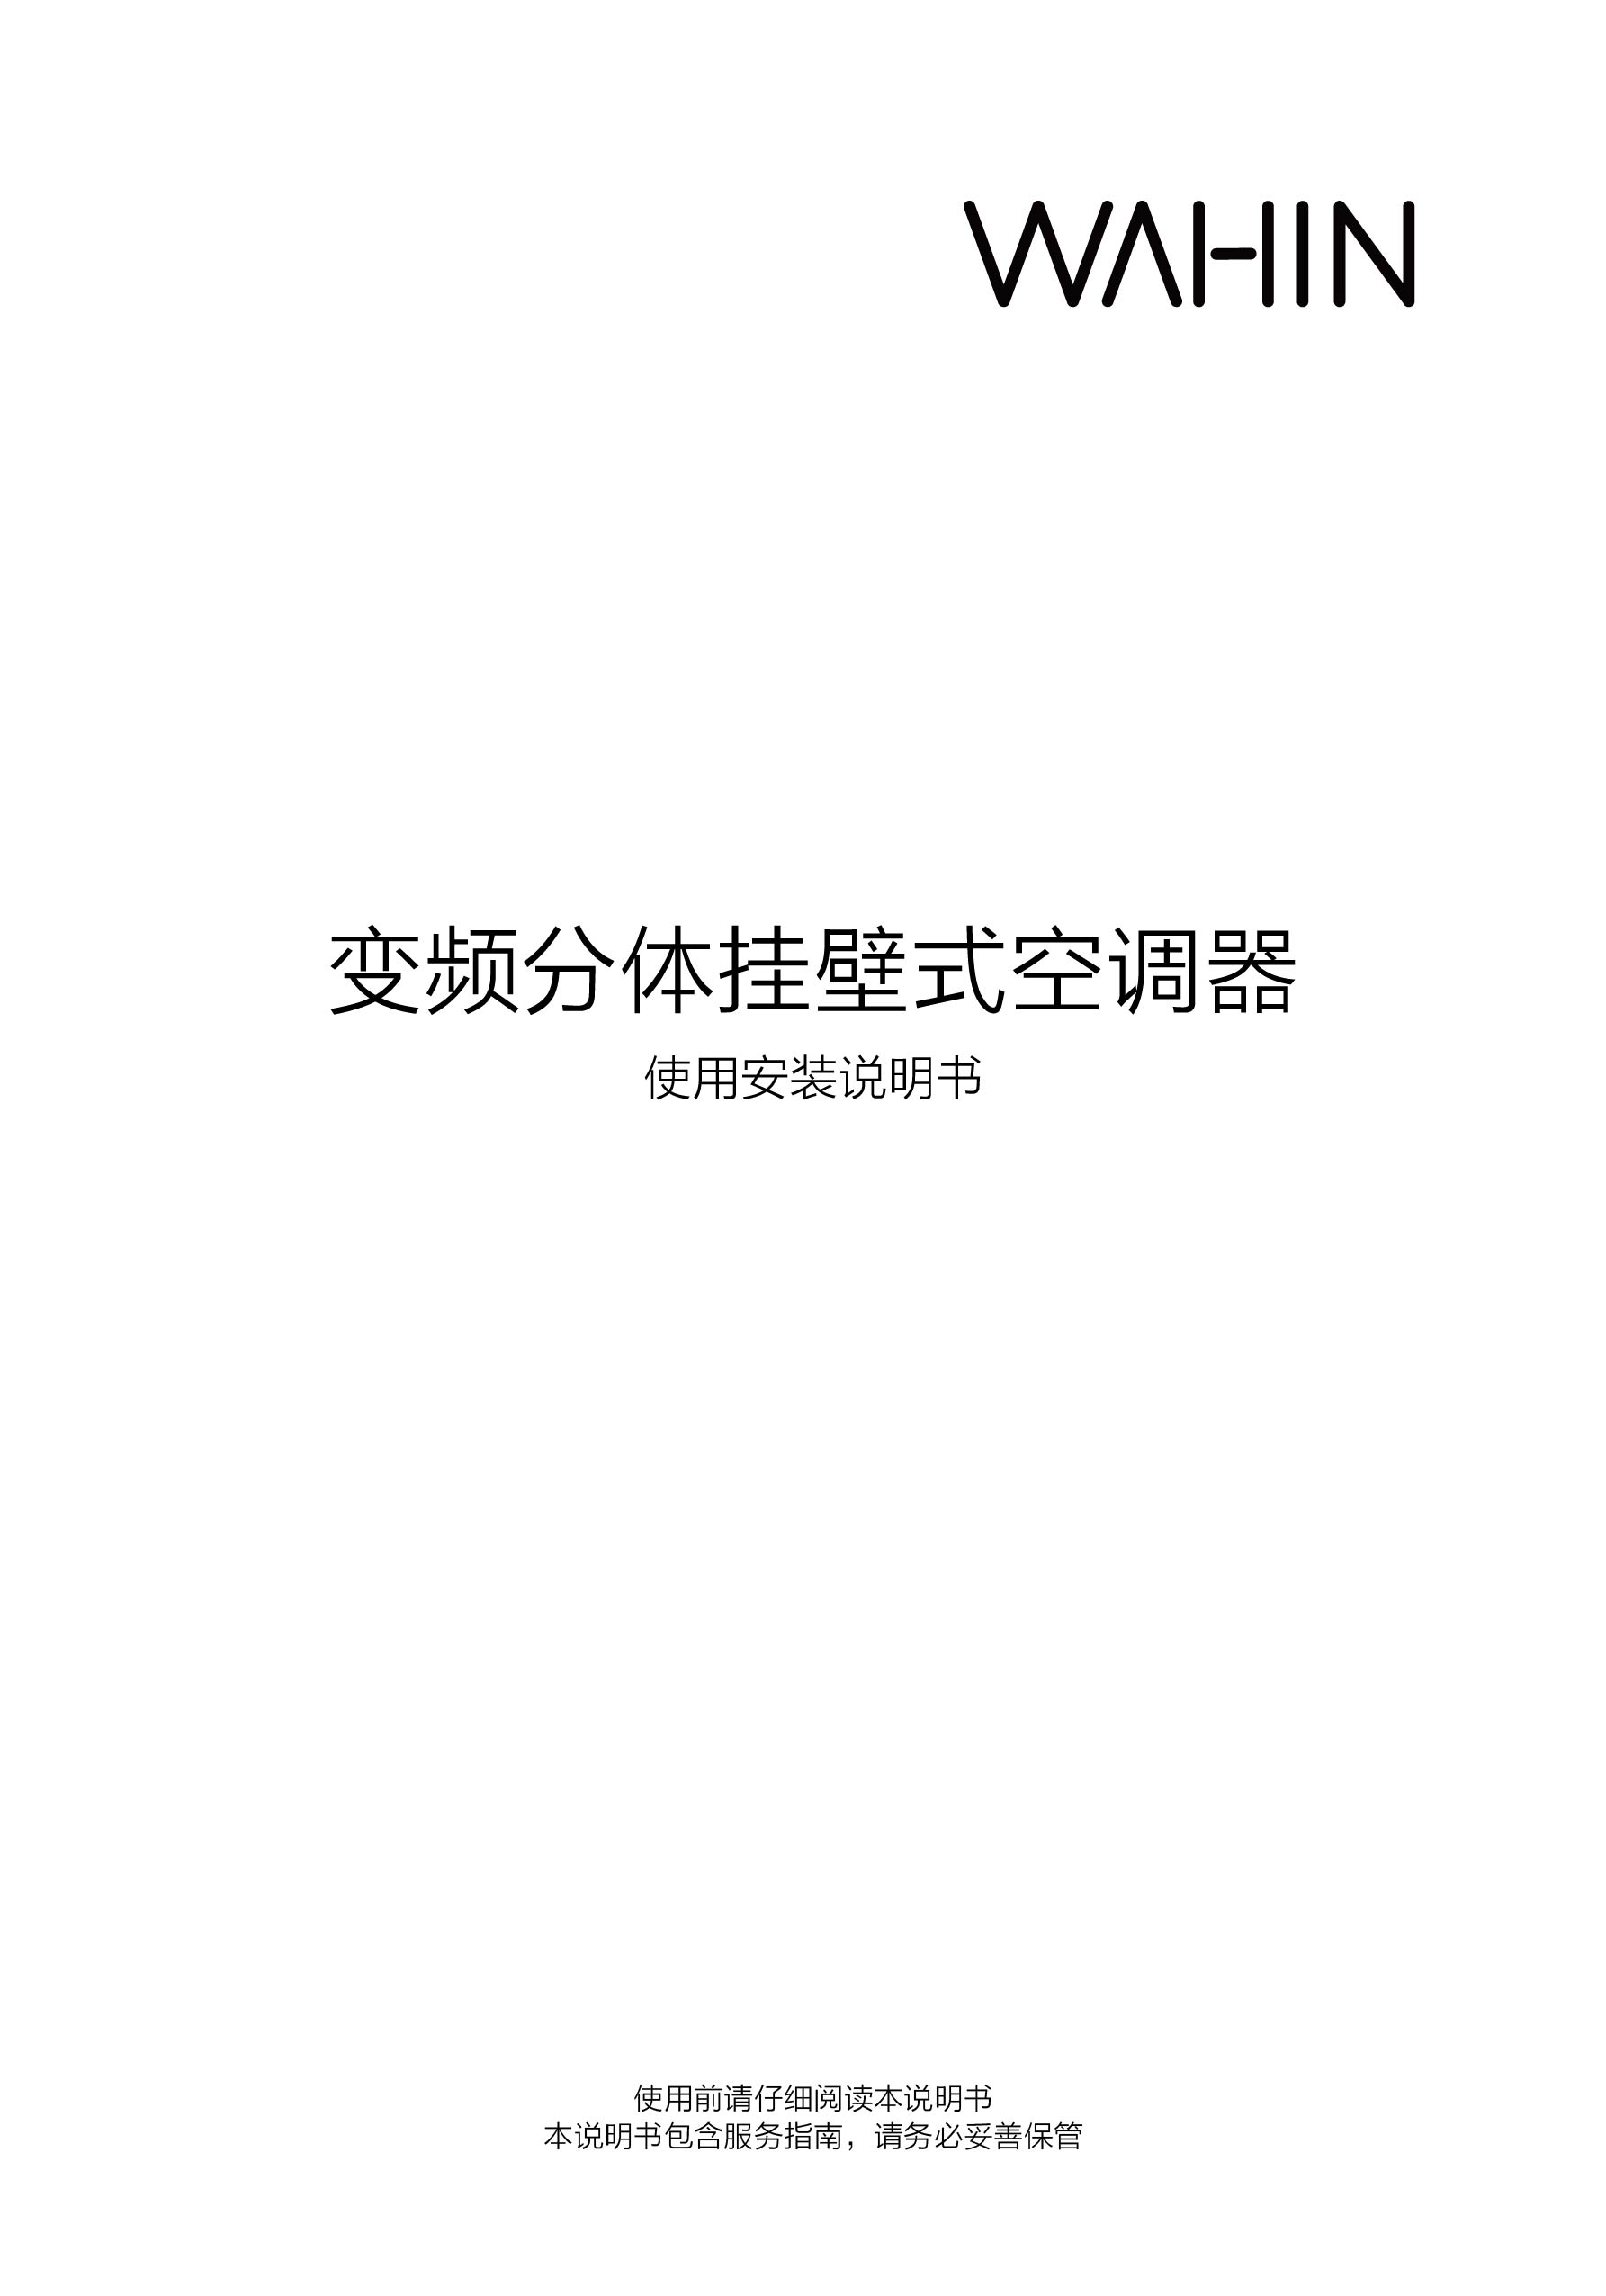 WAHIN
变频分体挂壁式空调器
使用安装说明书
使用前请仔细阅读本说明书
本说明书包含服务指南，请务必妥善保管